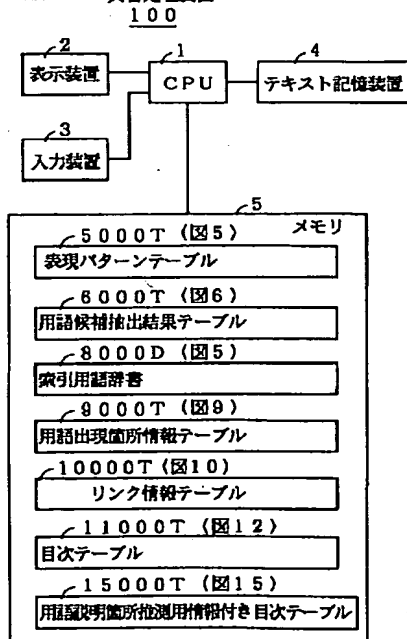 100
2
表示装置
1
CPU
4
テキスト記憶装置
3
入力装置
5
メモリ
5000T (図5)
表現パターンテーブル
6000T (図6)
用語候補抽出結果テーブル
8000D (図5)
索引用語辞書
9000T (図9)
用語出現箇所情報テーブル
10000T (図10)
リンク情報テーブル
11000T (図12)
目次テーブル
15000T (図15)
用語説明箇所推測用情報付き目次テーブル